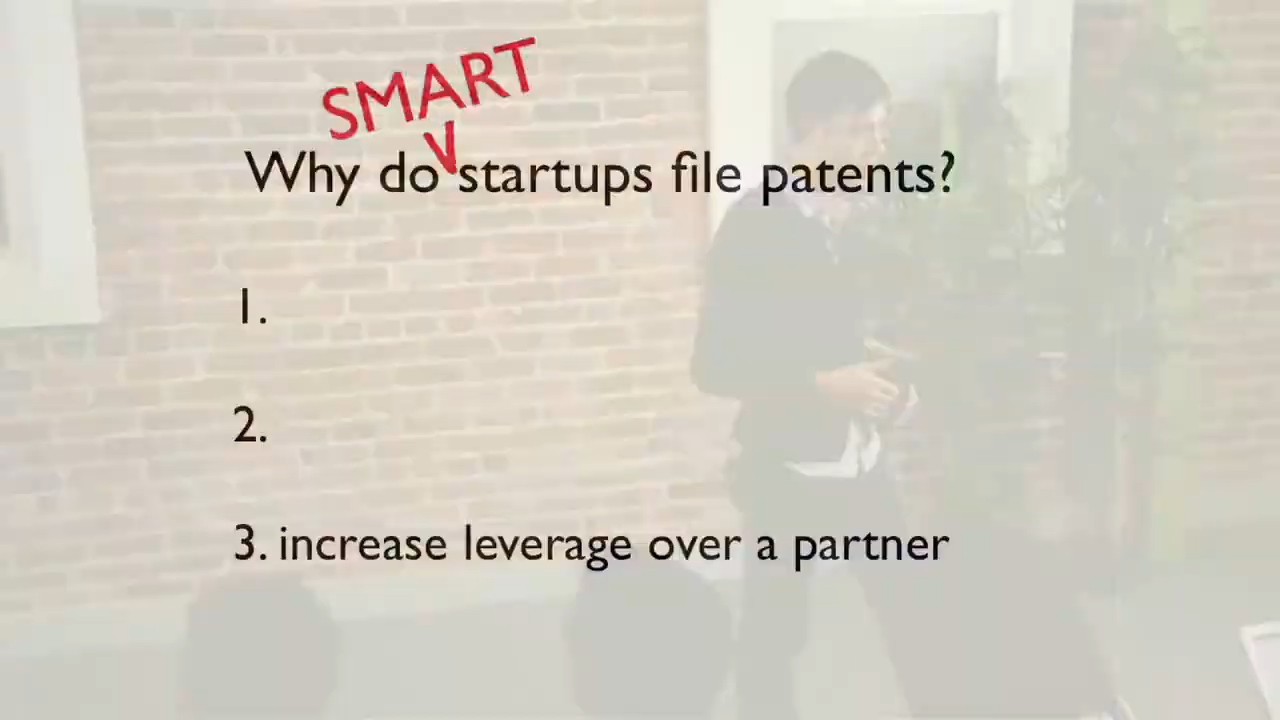 SMART
Why do V startups file patents?
1.
2.
3. increase leverage over a partner